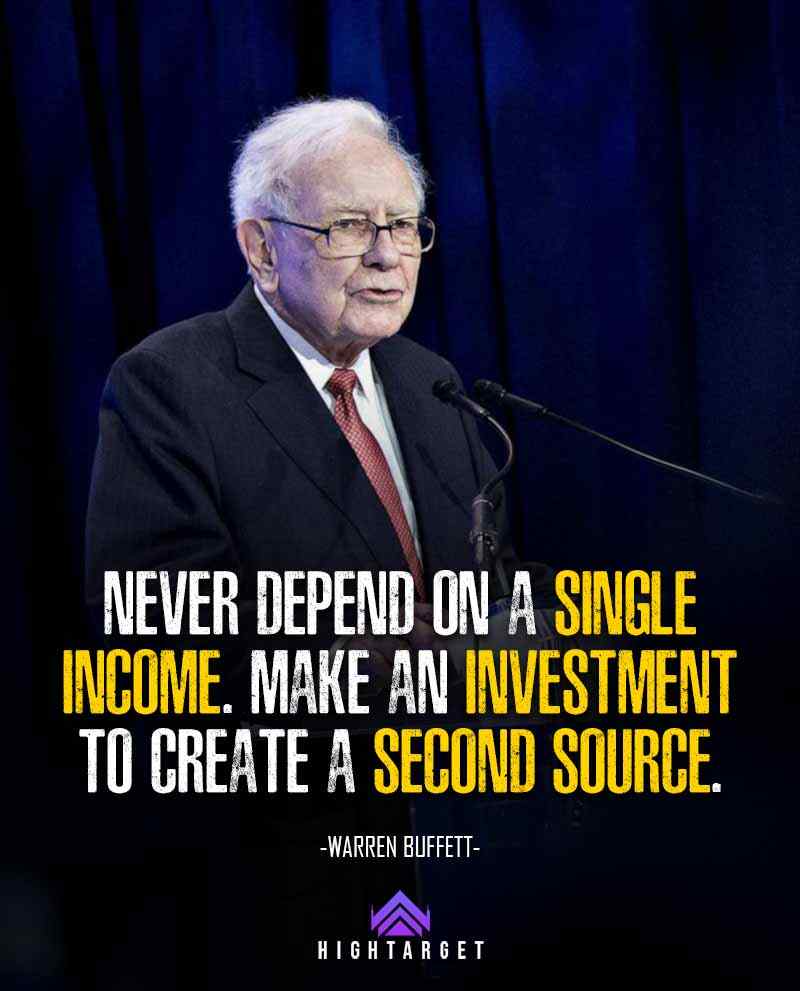 NEVER DEPEND ON A SINGLE
INCOME. MAKE AN INVESTMENT
TO CREATE A SECOND SOURCE.
-WARREN BUFFETT-
HIGHTARGET